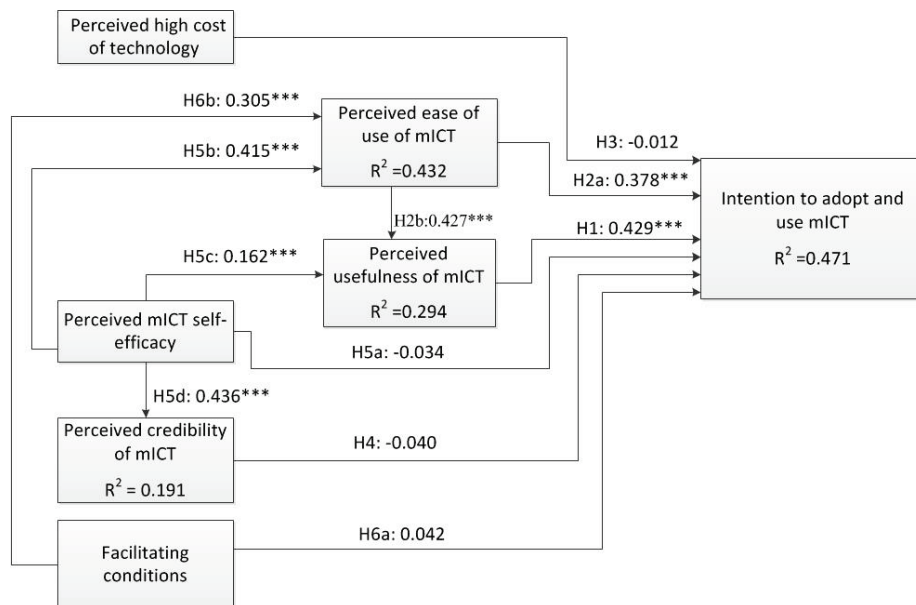 Perceived high cost
of technology
H6b: 0.305***
Perceived ease of
use of mICT
R² =0.432
H3: -0.012
H5b: 0.415***
H2a: 0.378***
Intention to adopt and
use mICT
R² =0.471
H2b:0.427***
H1: 0.429***
H5c: 0.162***
Perceived
usefulness of mICT
R² =0.294
Perceived mICT self-
efficacy
H5a: -0.034
H5d: 0.436***
Perceived credibility
of mICT
R² = 0.191
H4: -0.040
H6a: 0.042
Facilitating
conditions